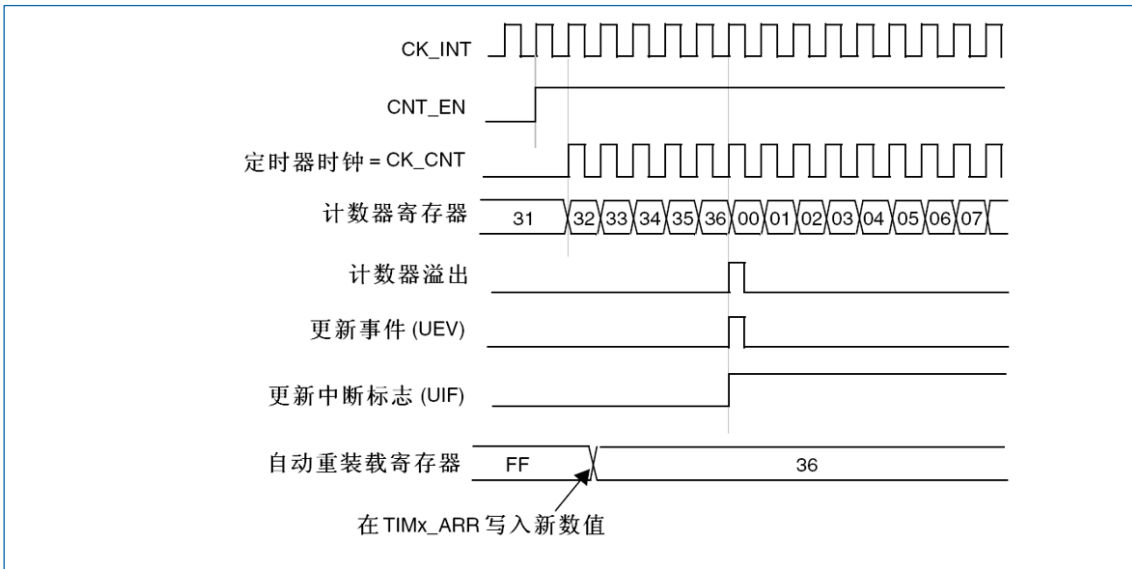 CK_INT
CNT_EN
定时器时钟 = CK_CNT
计数器寄存器 31 32 33 34 35 36 00 01 02 03 04 05 06 07
计数器溢出
更新事件 (UEV)
更新中断标志 (UIF)
自动重装载寄存器 FF 36
在 TIMx_ARR 写入新数值